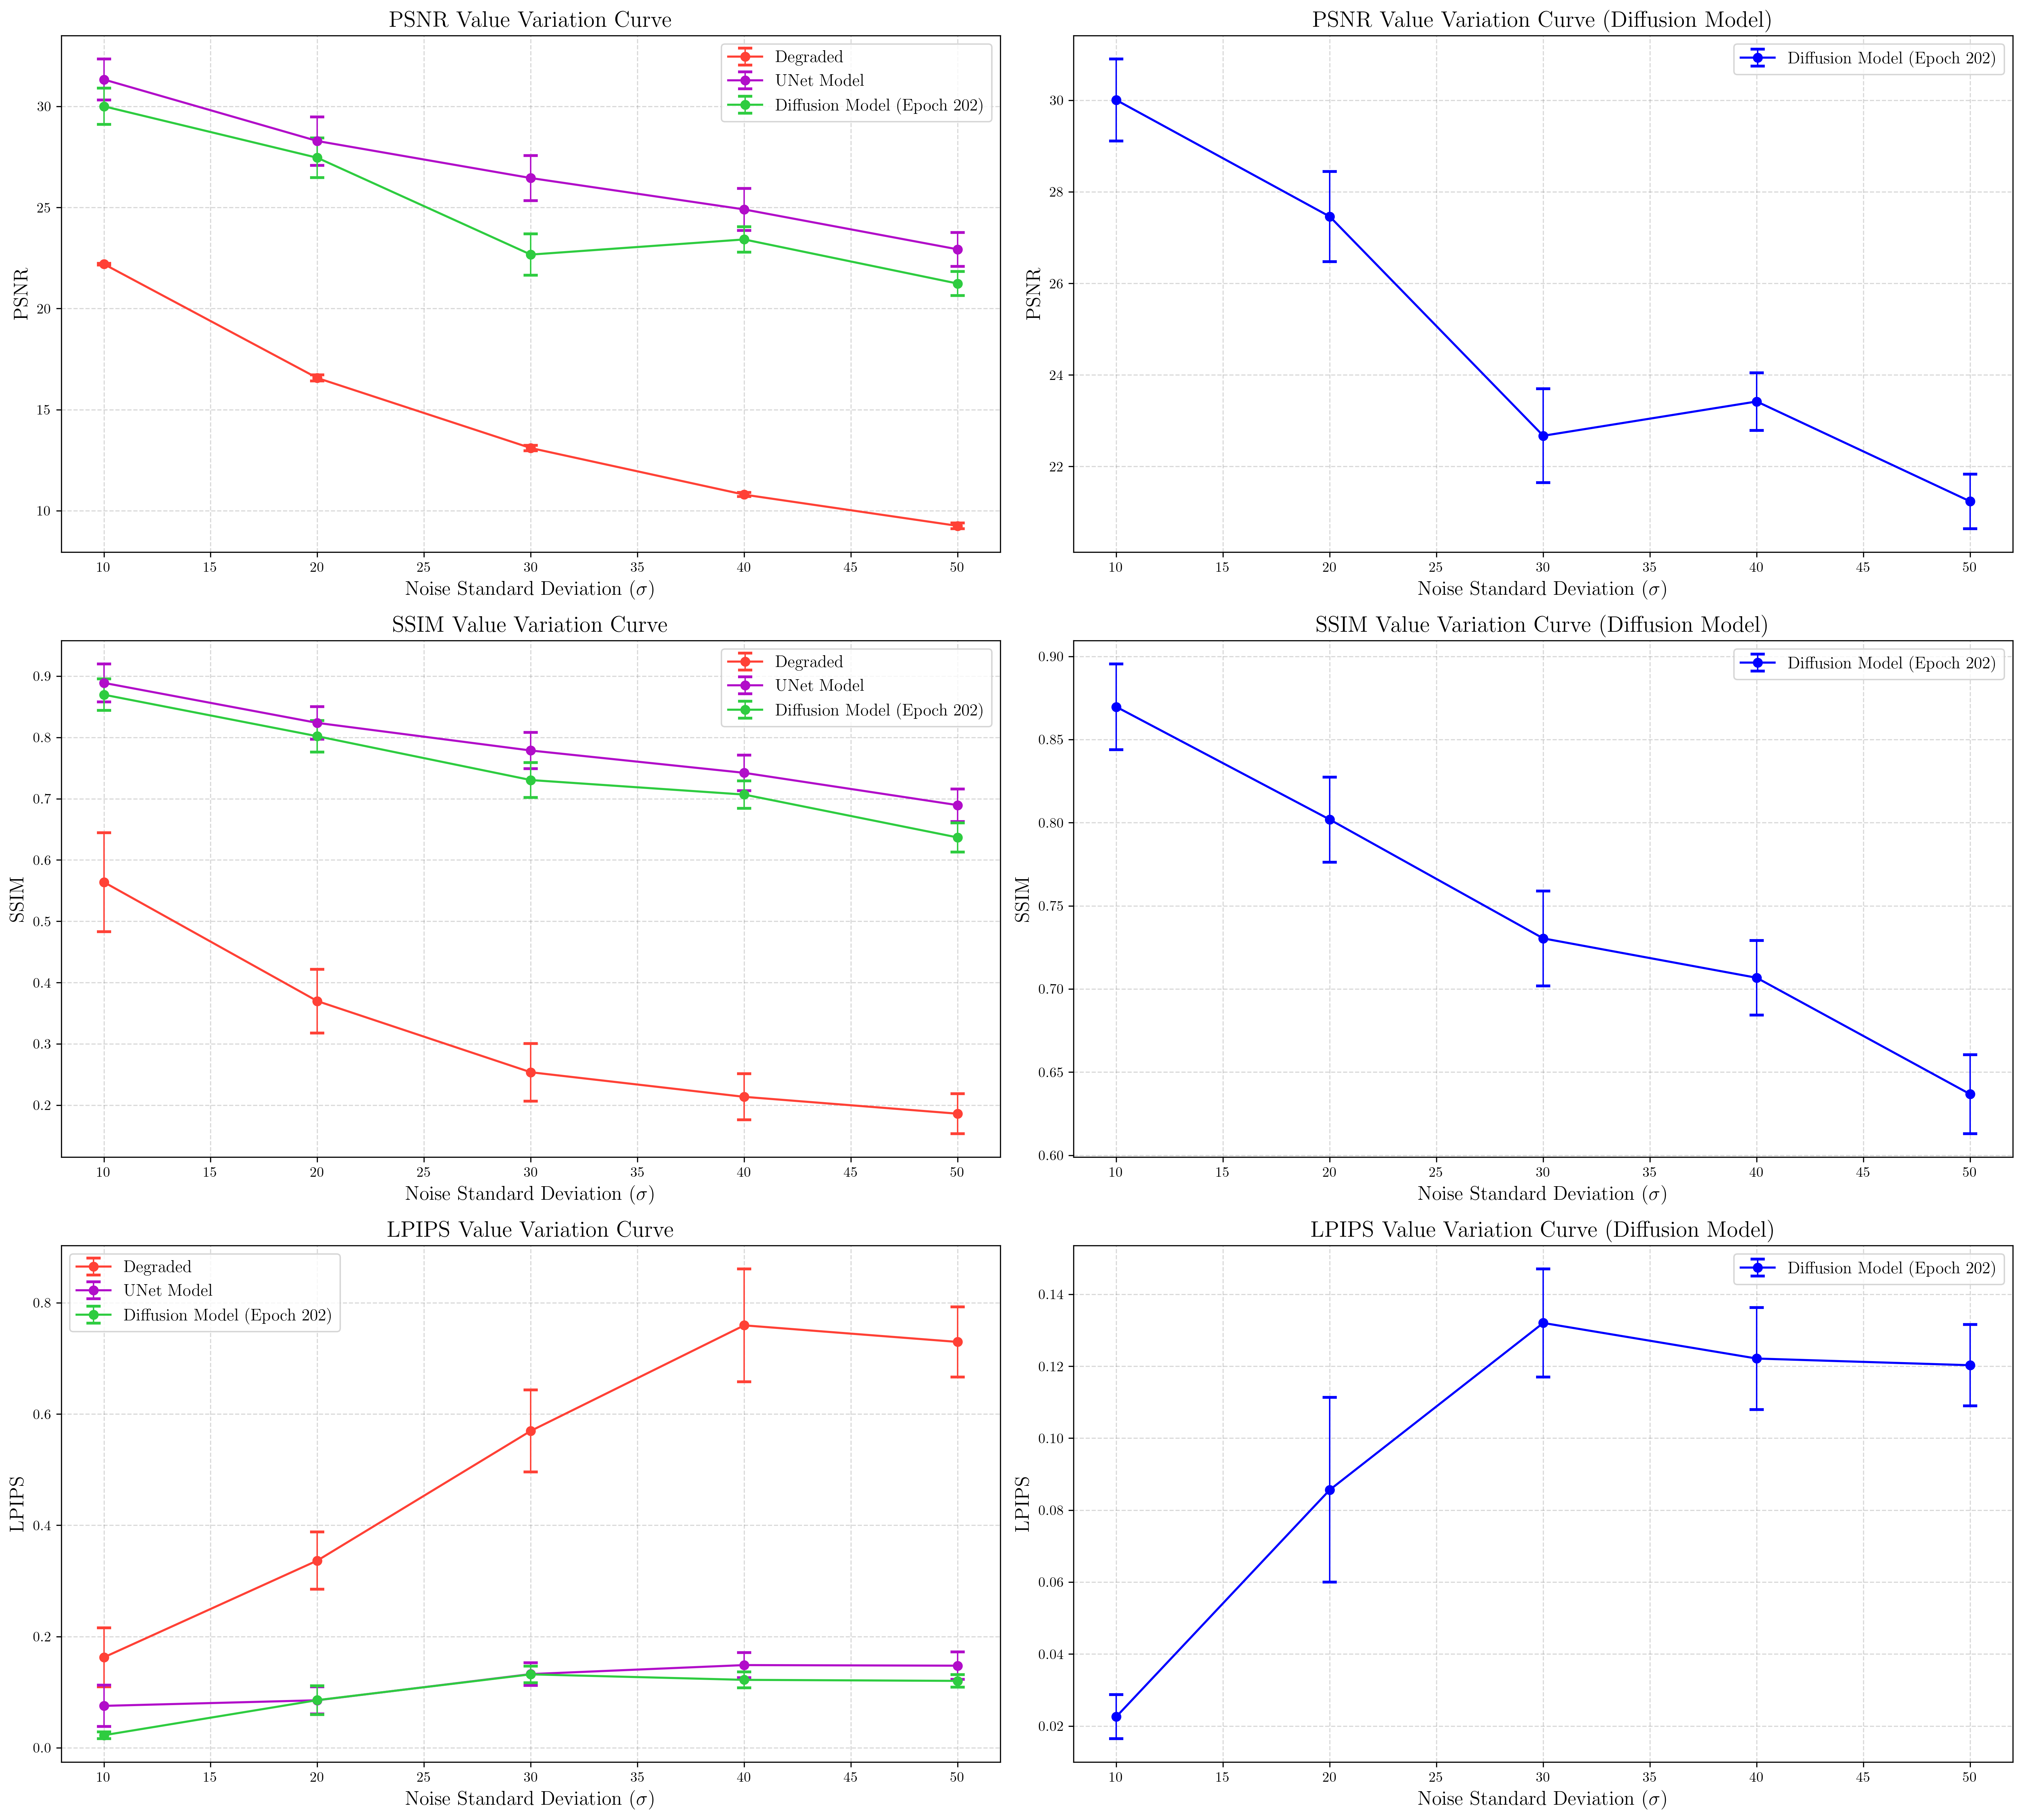 PSNR Value Variation Curve
Degraded
UNet Model
Diffusion Model (Epoch 202)
30
25
20
15
10
PSNR
10 15 20 25 30 35 40 45 50
Noise Standard Deviation (σ)
PSNR Value Variation Curve (Diffusion Model)
Diffusion Model (Epoch 202)
30
28
26
24
22
PSNR
10 15 20 25 30 35 40 45 50
Noise Standard Deviation (σ)
SSIM Value Variation Curve
Degraded
UNet Model
Diffusion Model (Epoch 202)
0.9
0.8
0.7
0.6
0.5
0.4
0.3
0.2
SSIM
10 15 20 25 30 35 40 45 50
Noise Standard Deviation (σ)
SSIM Value Variation Curve (Diffusion Model)
Diffusion Model (Epoch 202)
0.90
0.85
0.80
0.75
0.70
0.65
0.60
SSIM
10 15 20 25 30 35 40 45 50
Noise Standard Deviation (σ)
LPIPS Value Variation Curve
Degraded
UNet Model
Diffusion Model (Epoch 202)
0.8
0.6
0.4
0.2
0.0
LPIPS
10 15 20 25 30 35 40 45 50
Noise Standard Deviation (σ)
LPIPS Value Variation Curve (Diffusion Model)
Diffusion Model (Epoch 202)
0.14
0.12
0.10
0.08
0.06
0.04
0.02
LPIPS
10 15 20 25 30 35 40 45 50
Noise Standard Deviation (σ)